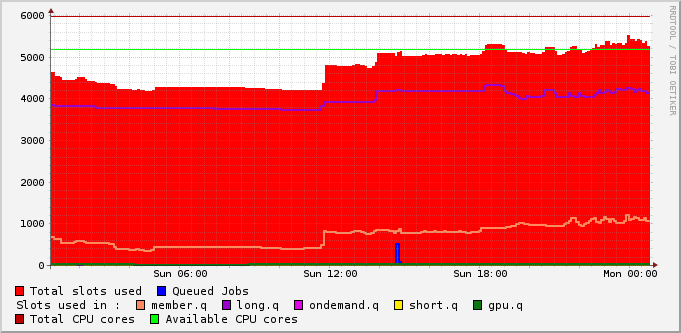 6000
5000
4000
3000
2000
1000
0
Sun 06:00 Sun 12:00 Sun 18:00 Mon 00:00
Total slots used Queued Jobs
Slots used in : member.q long.q ondemand.q short.q gpu.q
Total CPU cores Available CPU cores
RRDTOOL / TOBI OETIKER